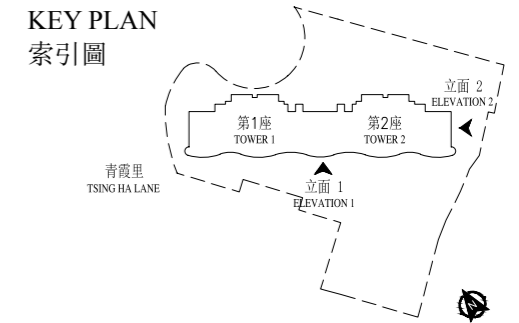 KEY PLAN
索引圖
立面 2
ELEVATION 2
第1座
TOWER 1
第2座
TOWER 2
青霞里
TSING HA LANE
立面 1
ELEVATION 1
N